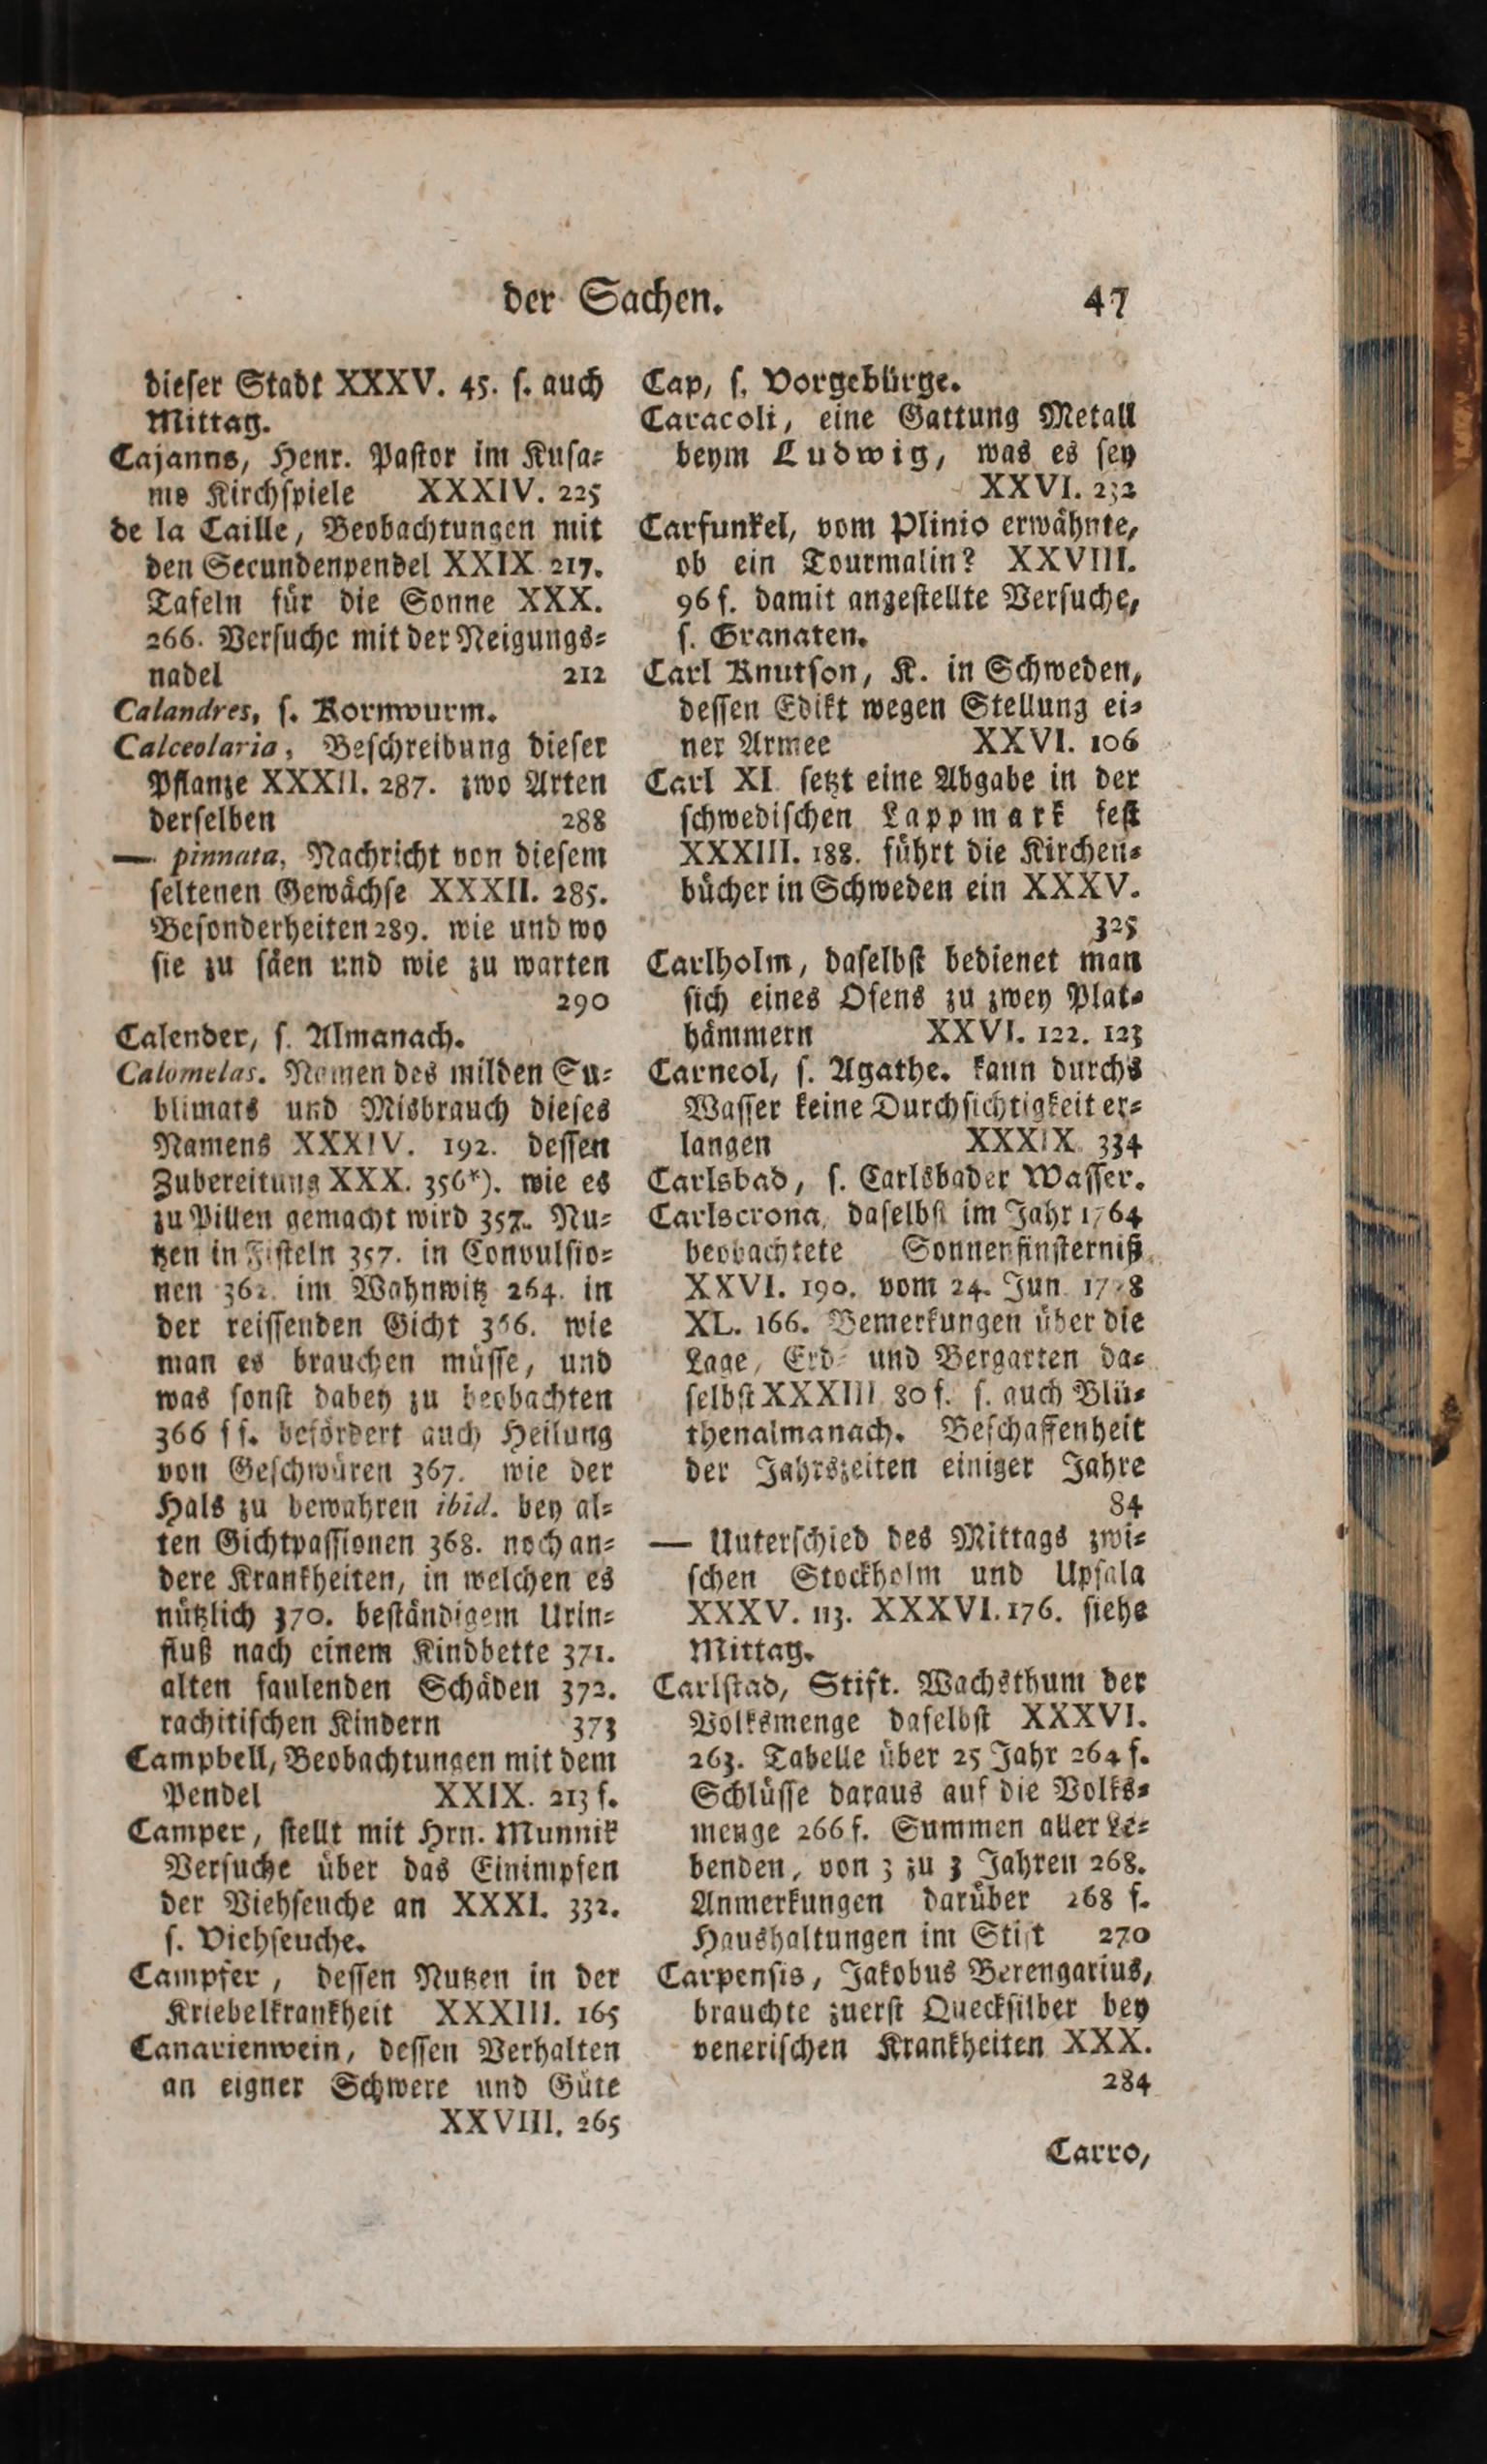 der Sachen.
47
dieſer Stadt XXXV. 45. ſ. auch
Mittag.
Cajanns, Henr. Paſtor im Kuſa⸗
mo Kirchſpiele XXXIV. 225
de la Caille, Beobachtungen mit
den Secundenpendel XXIX 217.
Tafeln für die Sonne XXX.
266. Verſuche mit der Neigungs⸗
nadel 212
Calandres, ſ. Kornwurm.
Calceolaria, Beſchreibung dieſer
Pflanze XXXII. 287. zwo Arten
derſelben 288
— pinnata, Nachricht von dieſem
ſeltenen Gewächſe XXXII. 285.
Beſonderheiten 289. wie und wo
ſie zu ſäen und wie zu warten
290
Calender, ſ. Almanach.
Calomelas. Namen des milden Su⸗
blimats und Misbrauch dieſes
Namens XXXIV. 192. deſſen
Zubereitung XXX. 356*). wie es
zu Pillen gemacht wird 357. Nu⸗
tzen in Fiſteln 357. in Convulſio⸗
nen 362. im Wahnwitz 264. in
der reiſſenden Gicht 366. wie
man es brauchen müſſe, und
was ſonſt dabey zu beobachten
366 ff. befördert auch Heilung
von Geſchwüren 367. wie der
Hals zu bewahren ibid. bey al⸗
ten Gichtpaſſionen 368. noch an⸗
dere Krankheiten, in welchen es
nützlich 370. beſtändigem Urin⸗
fluß nach einem Kindbette 371.
alten faulenden Schäden 372.
rachitiſchen Kindern 373
Campbell, Beobachtungen mit dem
Pendel XXIX. 213 f.
Camper, ſtellt mit Hrn. Munnik
Verſuche über das Einimpfen
der Viehſeuche an XXXI. 332.
ſ. Viehſeuche.
Campfer, deſſen Nutzen in der
Kriebelkrankheit XXXIII. 165
Canarienwein, deſſen Verhalten
an eigner Schwere und Güte
XXVIII. 265
Cap, ſ. Vorgebürge.
Caracoli, eine Gattung Metall
beym Ludwig, was es ſey
XXVI. 232
Carfunkel, vom Plinio erwähnte,
ob ein Tourmalin? XXVIII.
96 f. damit angeſtellte Verſuche,
ſ. Granaten.
Carl Knutſon, K. in Schweden,
deſſen Edikt wegen Stellung ei⸗
ner Armee XXVI. 106
Carl XI. ſetzt eine Abgabe in der
ſchwediſchen Lappmark feſt
XXXIII. 188. führt die Kirchen⸗
bücher in Schweden ein XXXV.
325
Carlholm, daſelbſt bedienet man
ſich eines Ofens zu zwey Plat⸗
hämmern XXVI. 122. 123
Carneol, ſ. Agathe. kann durchs
Waſſer keine Durchſichtigkeit er⸗
langen XXXIX. 334
Carlsbad, ſ. Carlsbader Waſſer.
Carlscrona, daſelbſt im Jahr 1764
beobachtete Sonnenfinſterniß
XXVI. 190. vom 24. Jun. 1778
XL. 166. Bemerkungen über die
Lage, Erd⸗ und Bergarten da⸗
ſelbſt XXXIII. 80 f. ſ. auch Blü⸗
thenalmanach. Beſchaffenheit
der Jahrszeiten einiger Jahre
84
— Unterſchied des Mittags zwi⸗
ſchen Stockholm und Upſala
XXXV. 113. XXXVI. 176. ſiehe
Mittag.
Carlſtad, Stift. Wachsthum der
Volksmenge daſelbſt XXXVI.
263. Tabelle über 25 Jahr 264 f.
Schlüſſe daraus auf die Volks⸗
menge 266 f. Summen aller Le⸗
benden, von 3 zu 3 Jahren 268.
Anmerkungen darüber 268 f.
Haushaltungen im Stift 270
Carpenſis, Jakobus Berengarius,
brauchte zuerſt Queckſilber bey
veneriſchen Krankheiten XXX.
284
Carro,